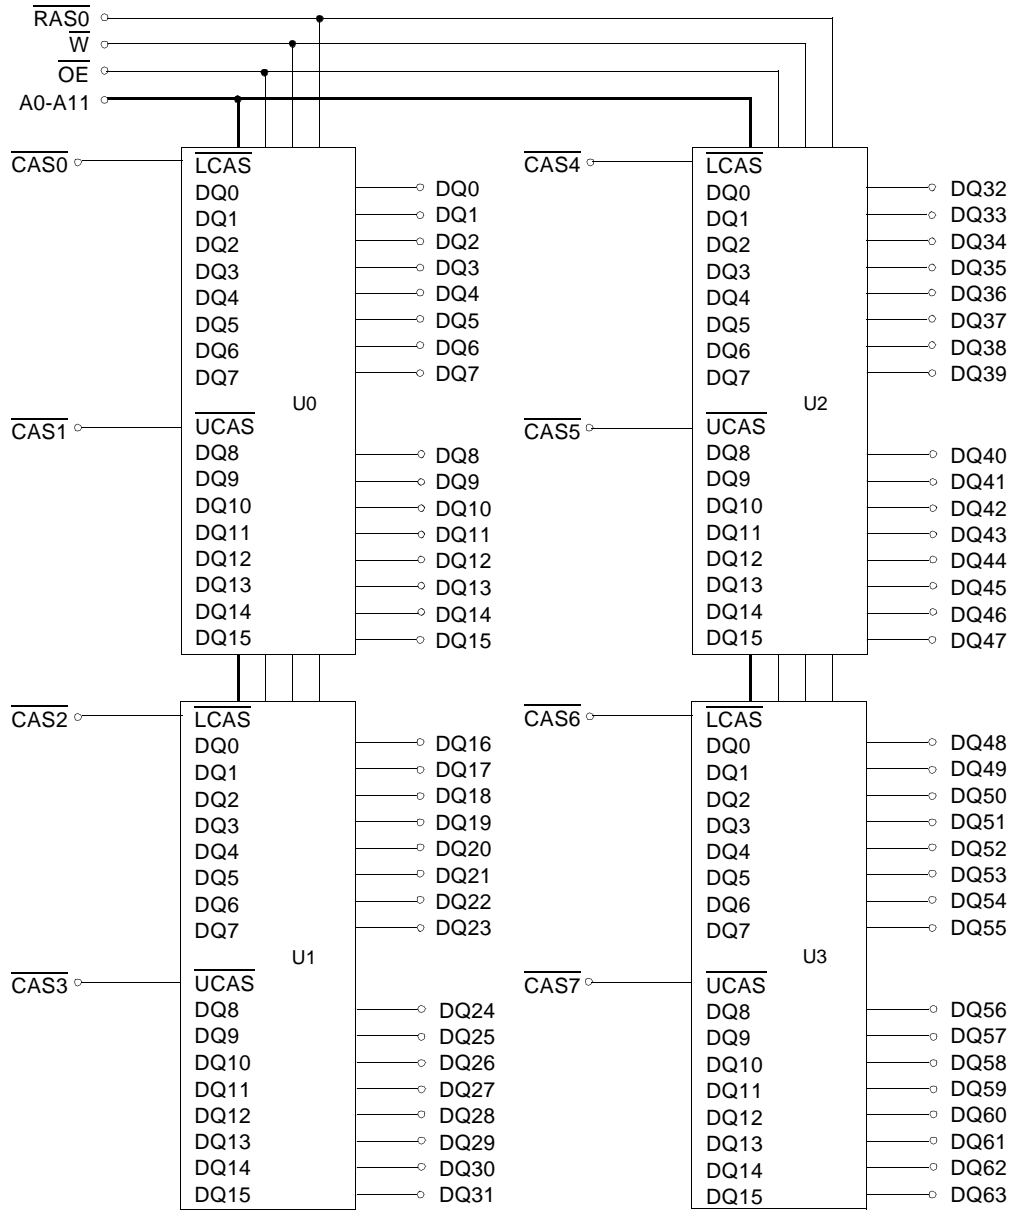 RAS0
W
OE
A0-A11
CAS0
LCAS
DQ0 DQ0
DQ1 DQ1
DQ2 DQ2
DQ3 DQ3
DQ4 DQ4
DQ5 DQ5
DQ6 DQ6
DQ7 DQ7
U0
CAS1
UCAS
DQ8 DQ8
DQ9 DQ9
DQ10 DQ10
DQ11 DQ11
DQ12 DQ12
DQ13 DQ13
DQ14 DQ14
DQ15 DQ15
CAS2
LCAS
DQ0 DQ16
DQ1 DQ17
DQ2 DQ18
DQ3 DQ19
DQ4 DQ20
DQ5 DQ21
DQ6 DQ22
DQ7 DQ23
U1
CAS3
UCAS
DQ8 DQ24
DQ9 DQ25
DQ10 DQ26
DQ11 DQ27
DQ12 DQ28
DQ13 DQ29
DQ14 DQ30
DQ15 DQ31
CAS4
LCAS
DQ0 DQ32
DQ1 DQ33
DQ2 DQ34
DQ3 DQ35
DQ4 DQ36
DQ5 DQ37
DQ6 DQ38
DQ7 DQ39
U2
CAS5
UCAS
DQ8 DQ40
DQ9 DQ41
DQ10 DQ42
DQ11 DQ43
DQ12 DQ44
DQ13 DQ45
DQ14 DQ46
DQ15 DQ47
CAS6
LCAS
DQ0 DQ48
DQ1 DQ49
DQ2 DQ50
DQ3 DQ51
DQ4 DQ52
DQ5 DQ53
DQ6 DQ54
DQ7 DQ55
U3
CAS7
UCAS
DQ8 DQ56
DQ9 DQ57
DQ10 DQ58
DQ11 DQ59
DQ12 DQ60
DQ13 DQ61
DQ14 DQ62
DQ15 DQ63